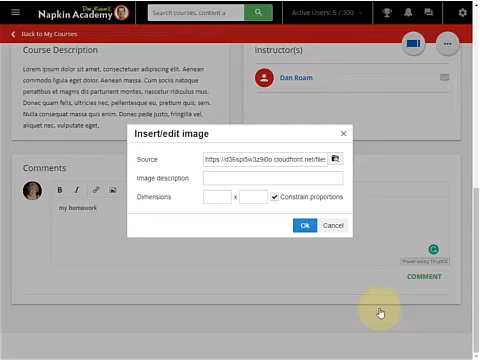 Dan Roam's
Napkin Academy
Search courses, content a
Active Users: 5 / 300
Back to My Courses
Course Description
Instructor(s)
Lorem ipsum dolor sit amet, consectetuer adipiscing elit.
Aenean commodo ligula eget dolor. Aenean massa. Cum sociis natoque
penatibus et magnis dis parturient montes, nascetur ridiculus mus.
Donec quam felis, ultricies nec, pellentesque eu, pretium quis, sem.
Nulla consequat massa quis enim. Donec pede justo, fringilla vel,
aliquet nec, vulputate eget, arcu.
Dan Roam
Insert/edit image
Source
https://d36spl5w3z9i0o.cloudfront.net/files
Image description
Dimensions
x
Constrain proportions
Ok
Cancel
Comments
B I
my homework
Powered by TinyMCE
COMMENT